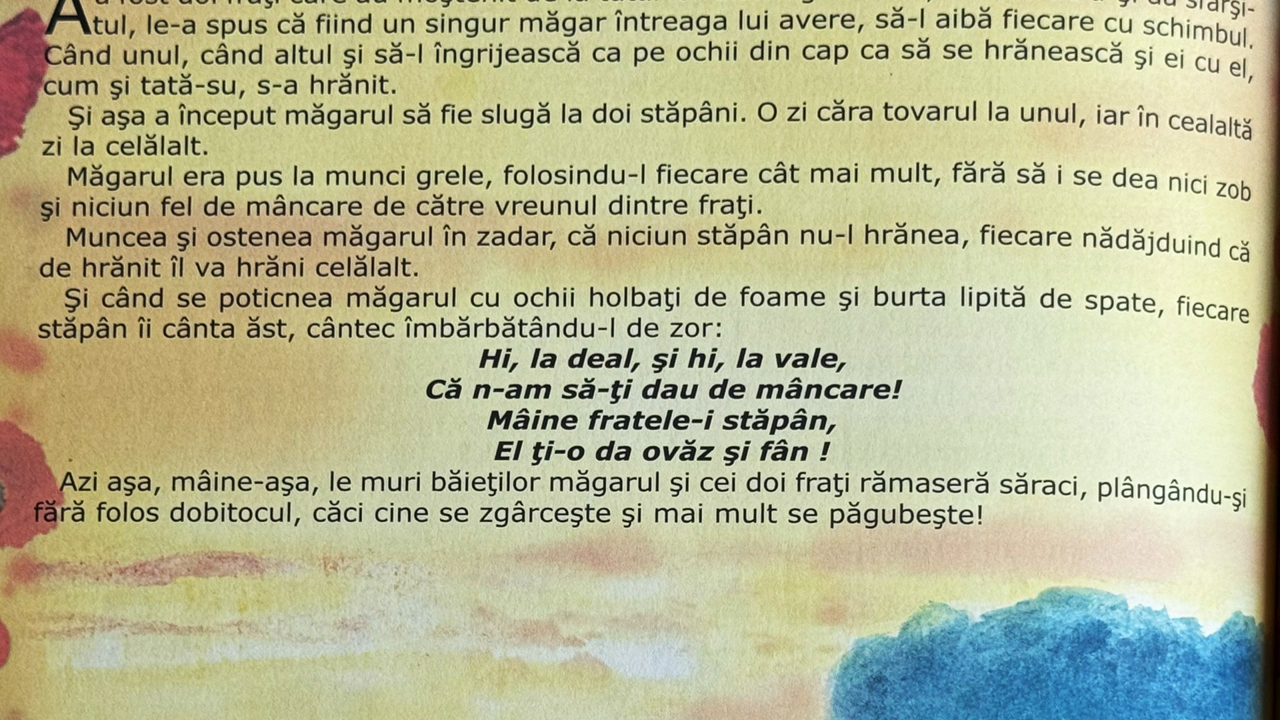 A fost doi fraţi care au moştenit de la
tul, le-a spus că fiind un singur măgar întreaga lui avere, să-l aibă fiecare cu schimbul.
Când unul, când altul şi să-l îngrijească ca pe ochii din cap ca să se hrănească şi ei cu el,
cum şi tată-su, s-a hrănit.
Şi aşa a început măgarul să fie slugă la doi stăpâni. O zi căra tovarul la unul, iar în cealaltă
zi la celălalt.
Măgarul era pus la munci grele, folosindu-l fiecare cât mai mult, fără să i se dea nici zob
şi niciun fel de mâncare de către vreunul dintre fraţi.
Muncea şi ostenea măgarul în zadar, că niciun stăpân nu-l hrănea, fiecare nădăjduind că
de hrănit îl va hrăni celălalt.
Şi când se poticnea măgarul cu ochii holbaţi de foame şi burta lipită de spate, fiecare
stăpân îi cânta ăst, cântec îmbărbătându-l de zor:
Hi, la deal, şi hi, la vale,
Că n-am să-ţi dau de mâncare!
Mâine fratele-i stăpân,
El ţi-o da ovăz şi fân !
Azi aşa, mâine-aşa, le muri băieţilor măgarul şi cei doi fraţi rămaseră săraci, plângându-şi
fără folos dobitocul, căci cine se zgârceşte şi mai mult se păgubeşte!